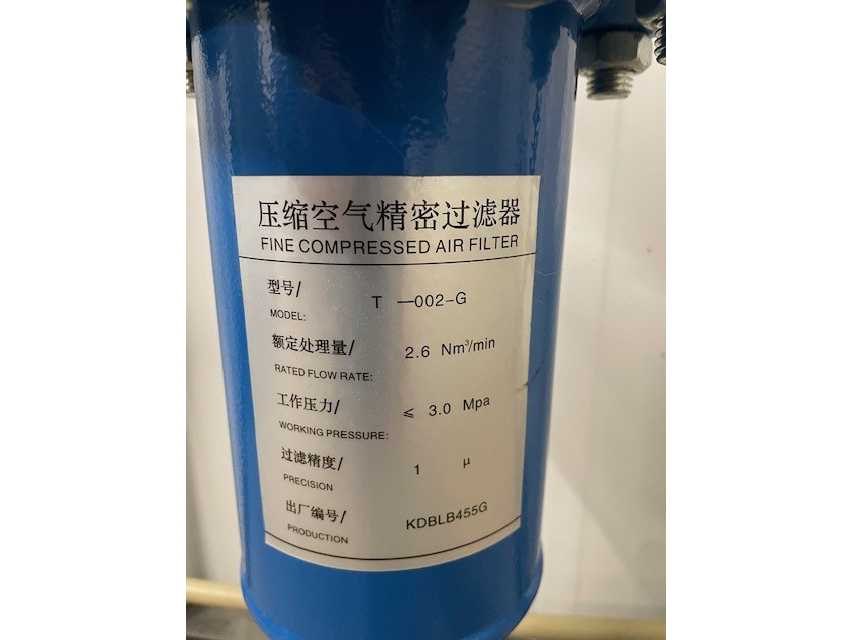 压缩空气精密过滤器
FINE COMPRESSED AIR FILTER
型号/ T —002-G
MODEL:
额定处理量/ 2.6 Nm³/min
RATED FLOW RATE:
工作压力/ ≤ 3.0 Mpa
WORKING PRESSURE:
过滤精度/ 1 μ
PRECISION
出厂编号/ KDBLB455G
PRODUCTION